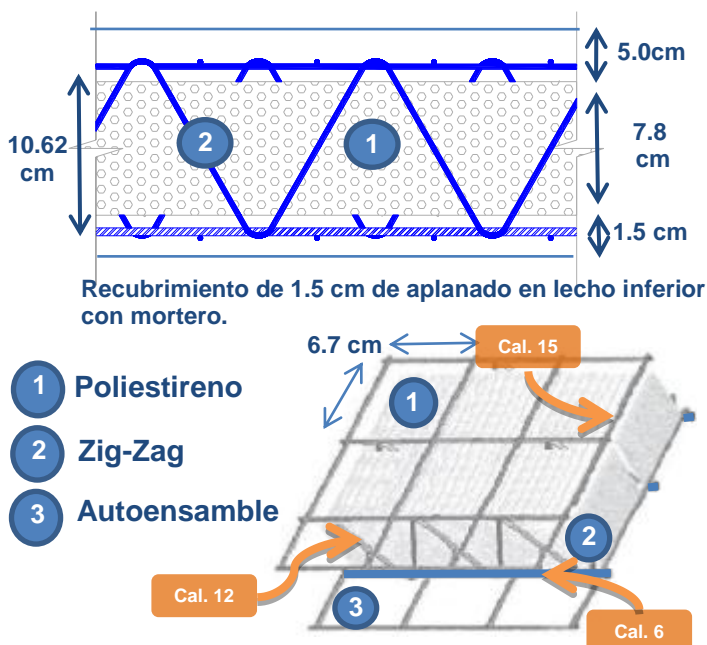 5.0cm
10.62
cm
2
1
7.8
cm
1.5 cm
Recubrimiento de 1.5 cm de aplanado en lecho inferior
con mortero.
6.7 cm
Cal. 15
1 Poliestireno
1
2 Zig-Zag
3 Autoensamble
2
Cal. 12
3
Cal. 6